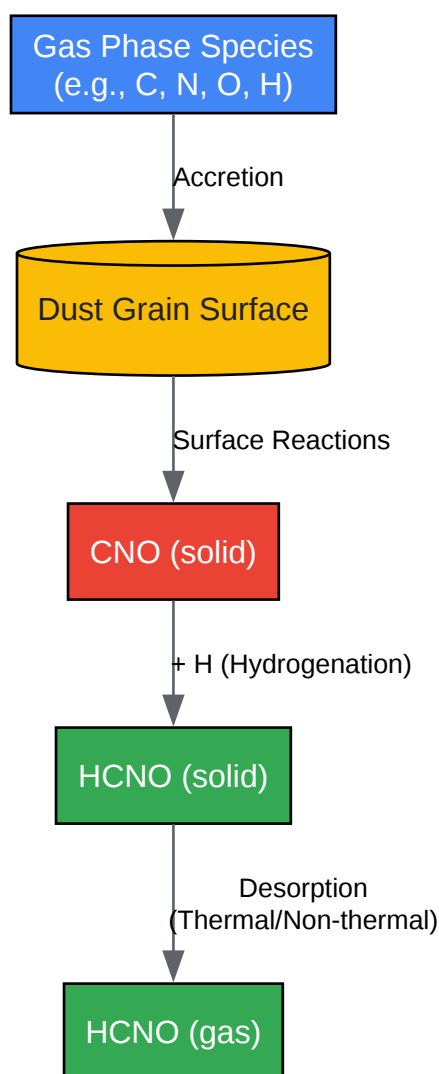 Gas Phase Species
(e.g., C, N, O, H)
Accretion
Dust Grain Surface
Surface Reactions
CNO (solid)
+ H (Hydrogenation)
HCNO (solid)
Desorption
(Thermal/Non-thermal)
HCNO (gas)